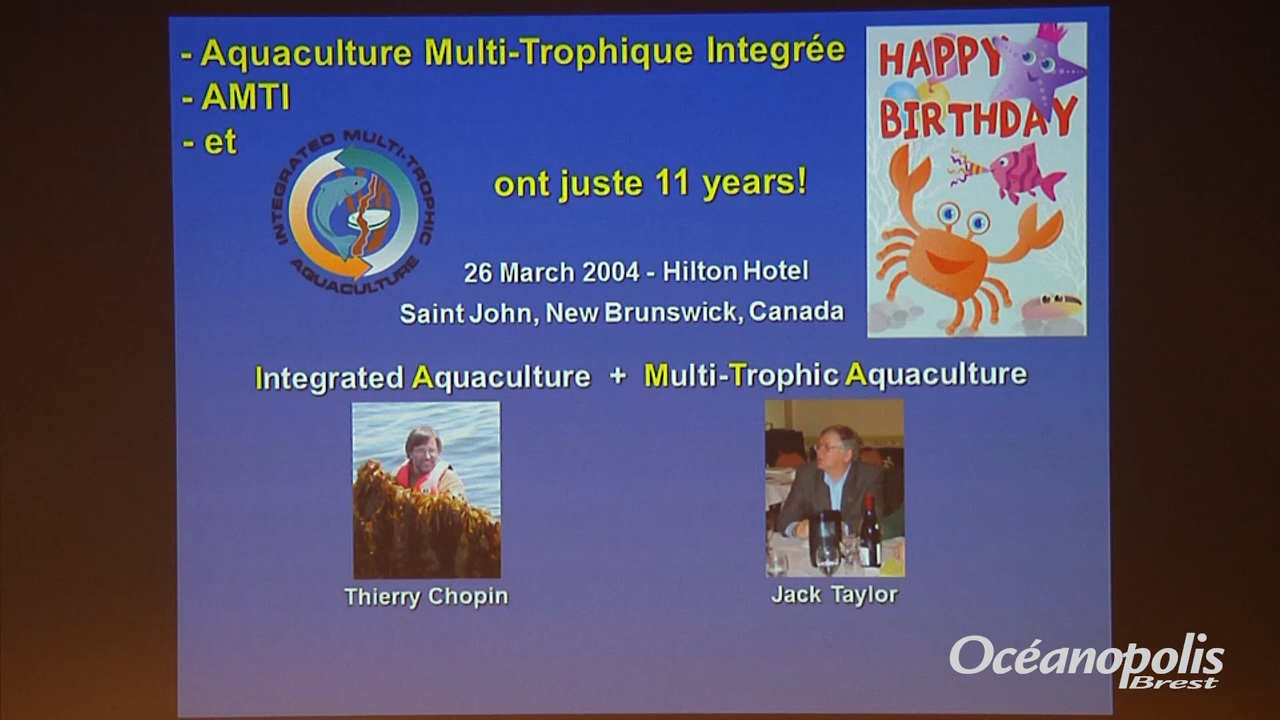 - Aquaculture Multi-Trophique Integrée
- AMTI
- et
INTEGRATED MULTI-TROPHIC
AQUACULTURE
ont juste 11 years!
HAPPY
BIRTHDAY
26 March 2004 - Hilton Hotel
Saint John, New Brunswick, Canada
Integrated Aquaculture + Multi-Trophic Aquaculture
Thierry Chopin
Jack Taylor
Océanopolis
Brest